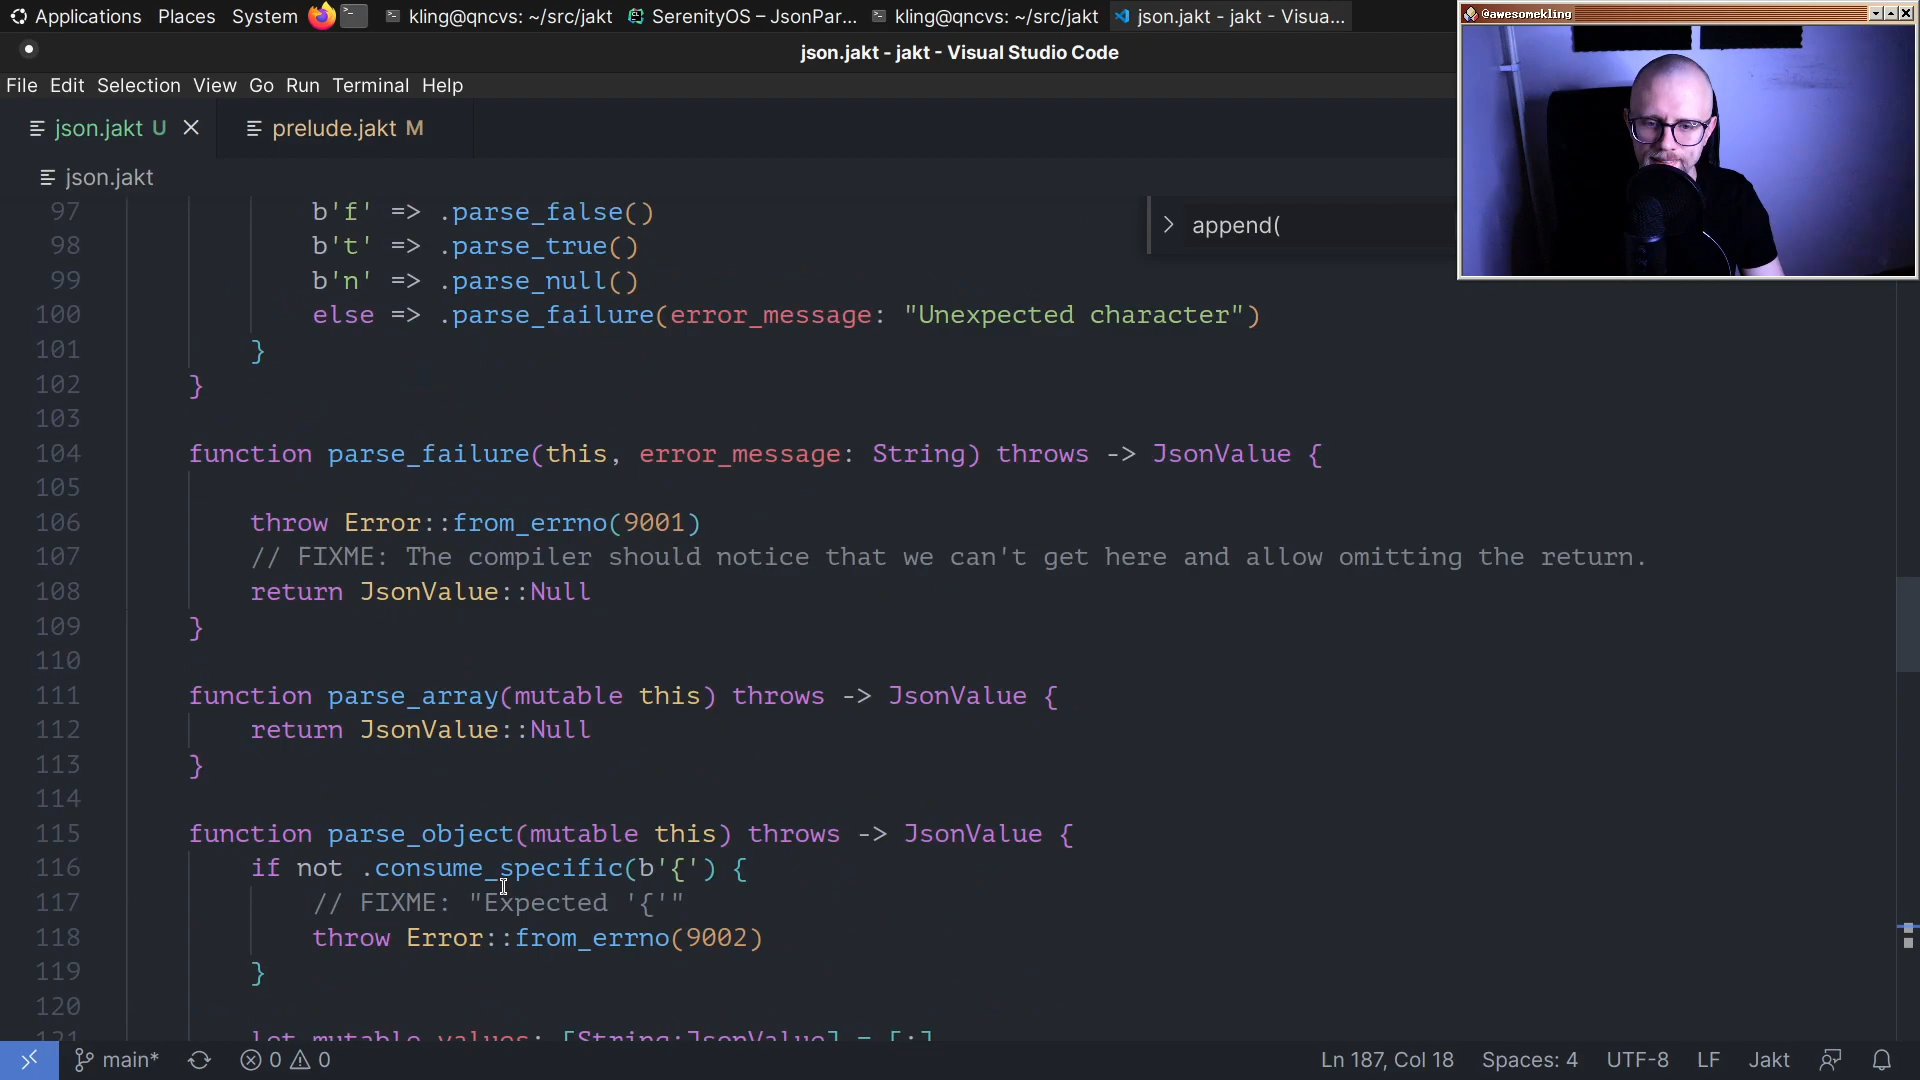 Applications Places System kling@qncvs: ~/src/jakt SerenityOS – JsonPar... kling@qncvs: ~/src/jakt json.jakt - jakt - Visua...
@awesomekling
json.jakt - jakt - Visual Studio Code
File Edit Selection View Go Run Terminal Help
json.jakt U prelude.jakt M
json.jakt
append(
97 b'f' => .parse_false()
98 b't' => .parse_true()
99 b'n' => .parse_null()
100 else => .parse_failure(error_message: "Unexpected character")
101 }
102 }
103
104 function parse_failure(this, error_message: String) throws -> JsonValue {
105
106 throw Error::from_errno(9001)
107 // FIXME: The compiler should notice that we can't get here and allow omitting the return.
108 return JsonValue::Null
109 }
110
111 function parse_array(mutable this) throws -> JsonValue {
112 return JsonValue::Null
113 }
114
115 function parse_object(mutable this) throws -> JsonValue {
116 if not .consume_specific(b'{') {
117 // FIXME: "Expected '{'"
118 throw Error::from_errno(9002)
119 }
120
121 let mutable values: [String:JsonValue] = [:]
main* 0 0 Ln 187, Col 18 Spaces: 4 UTF-8 LF Jakt